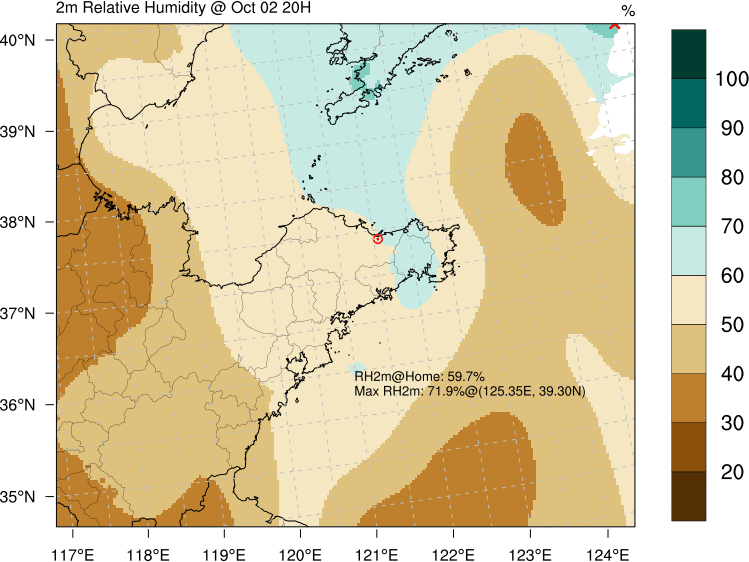 2m Relative Humidity @ Oct 02 20H
%
40°N
39°N
38°N
37°N
36°N
35°N
117°E
118°E
119°E
120°E
121°E
122°E
123°E
124°E
RH2m@Home: 59.7%
Max RH2m: 71.9%@(125.35E, 39.30N)
100
90
80
70
60
50
40
30
20